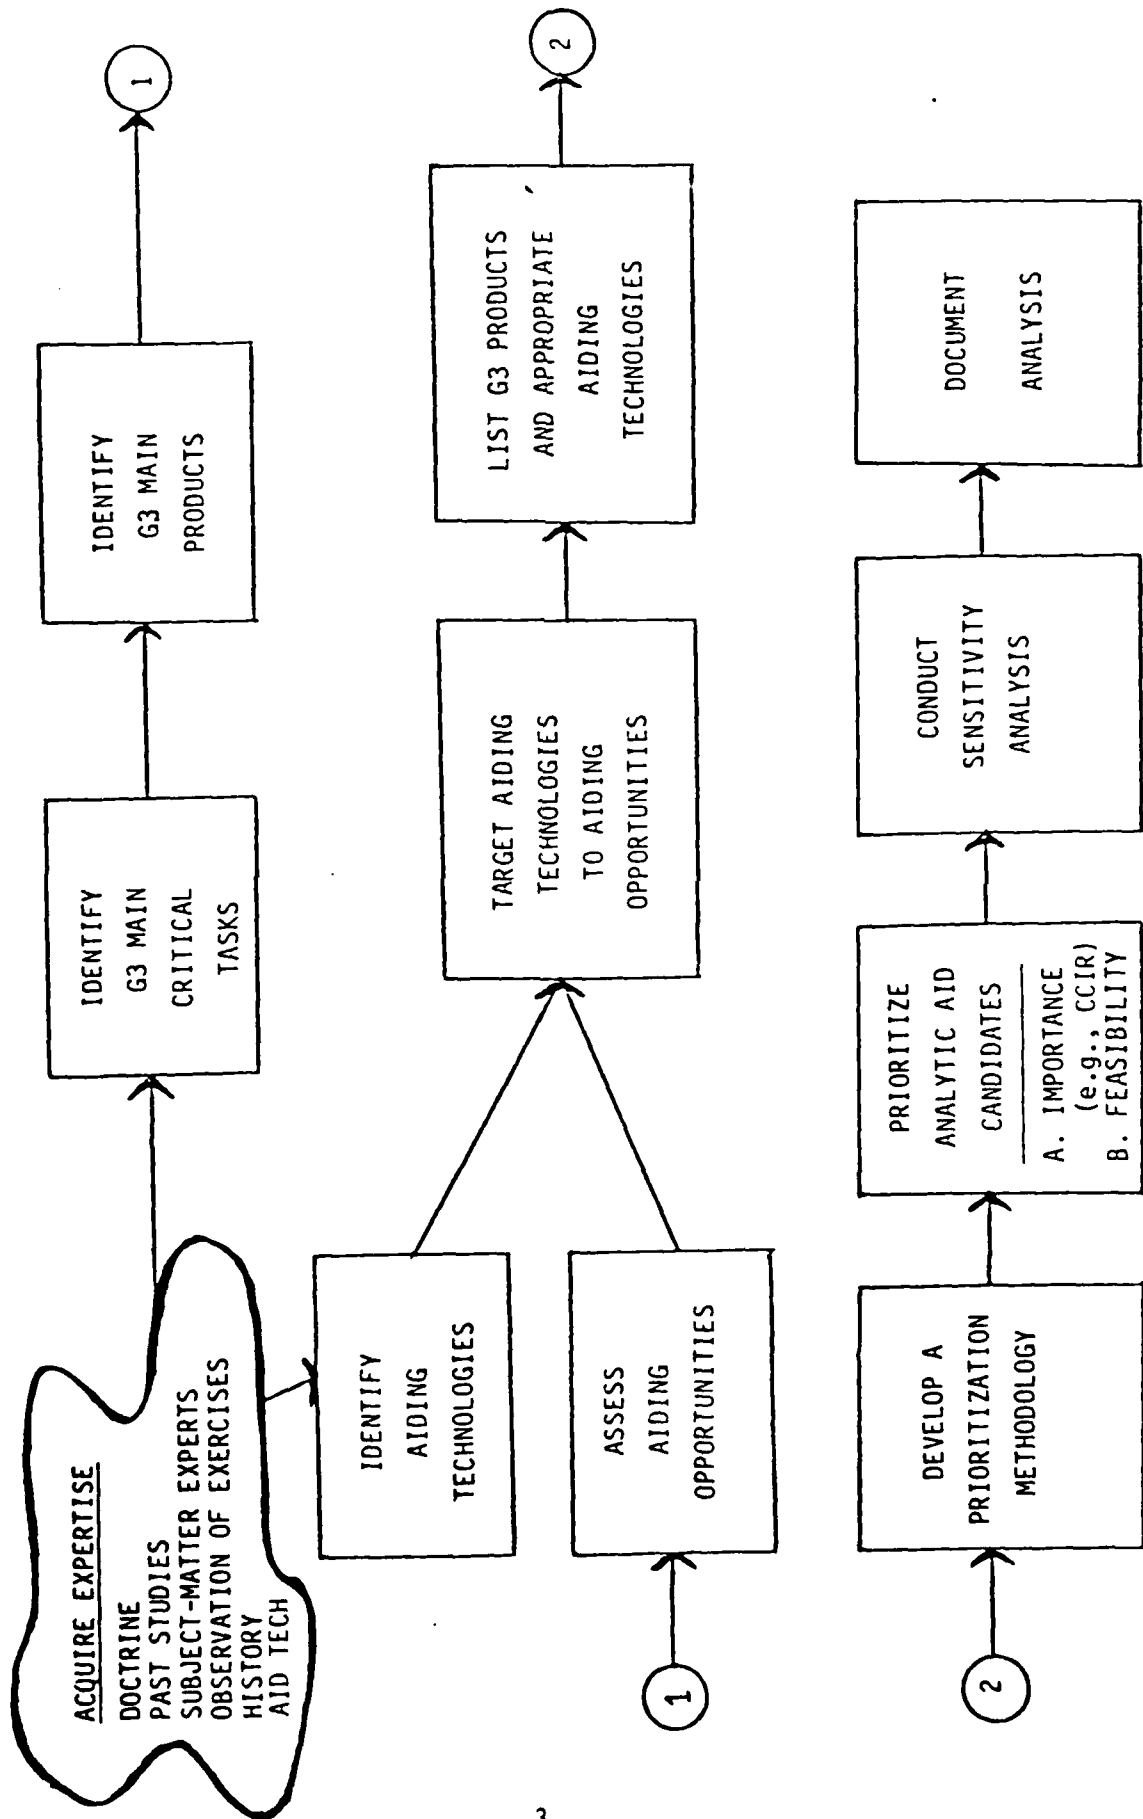 ACQUIRE EXPERTISE
DOCTRINE
PAST STUDIES
SUBJECT-MATTER EXPERTS
OBSERVATION OF EXERCISES
HISTORY
AID TECH
IDENTIFY
G3 MAIN
CRITICAL
TASKS
IDENTIFY
G3 MAIN
PRODUCTS
1
IDENTIFY
AIDING
TECHNOLOGIES
1
ASSESS
AIDING
OPPORTUNITIES
TARGET AIDING
TECHNOLOGIES
TO AIDING
OPPORTUNITIES
LIST G3 PRODUCTS
AND APPROPRIATE
AIDING
TECHNOLOGIES
2
2
DEVELOP A
PRIORITIZATION
METHODOLOGY
PRIORITIZE
ANALYTIC AID
CANDIDATES
A. IMPORTANCE
(e.g., CCIR)
B. FEASIBILITY
CONDUCT
SENSITIVITY
ANALYSIS
DOCUMENT
ANALYSIS
3